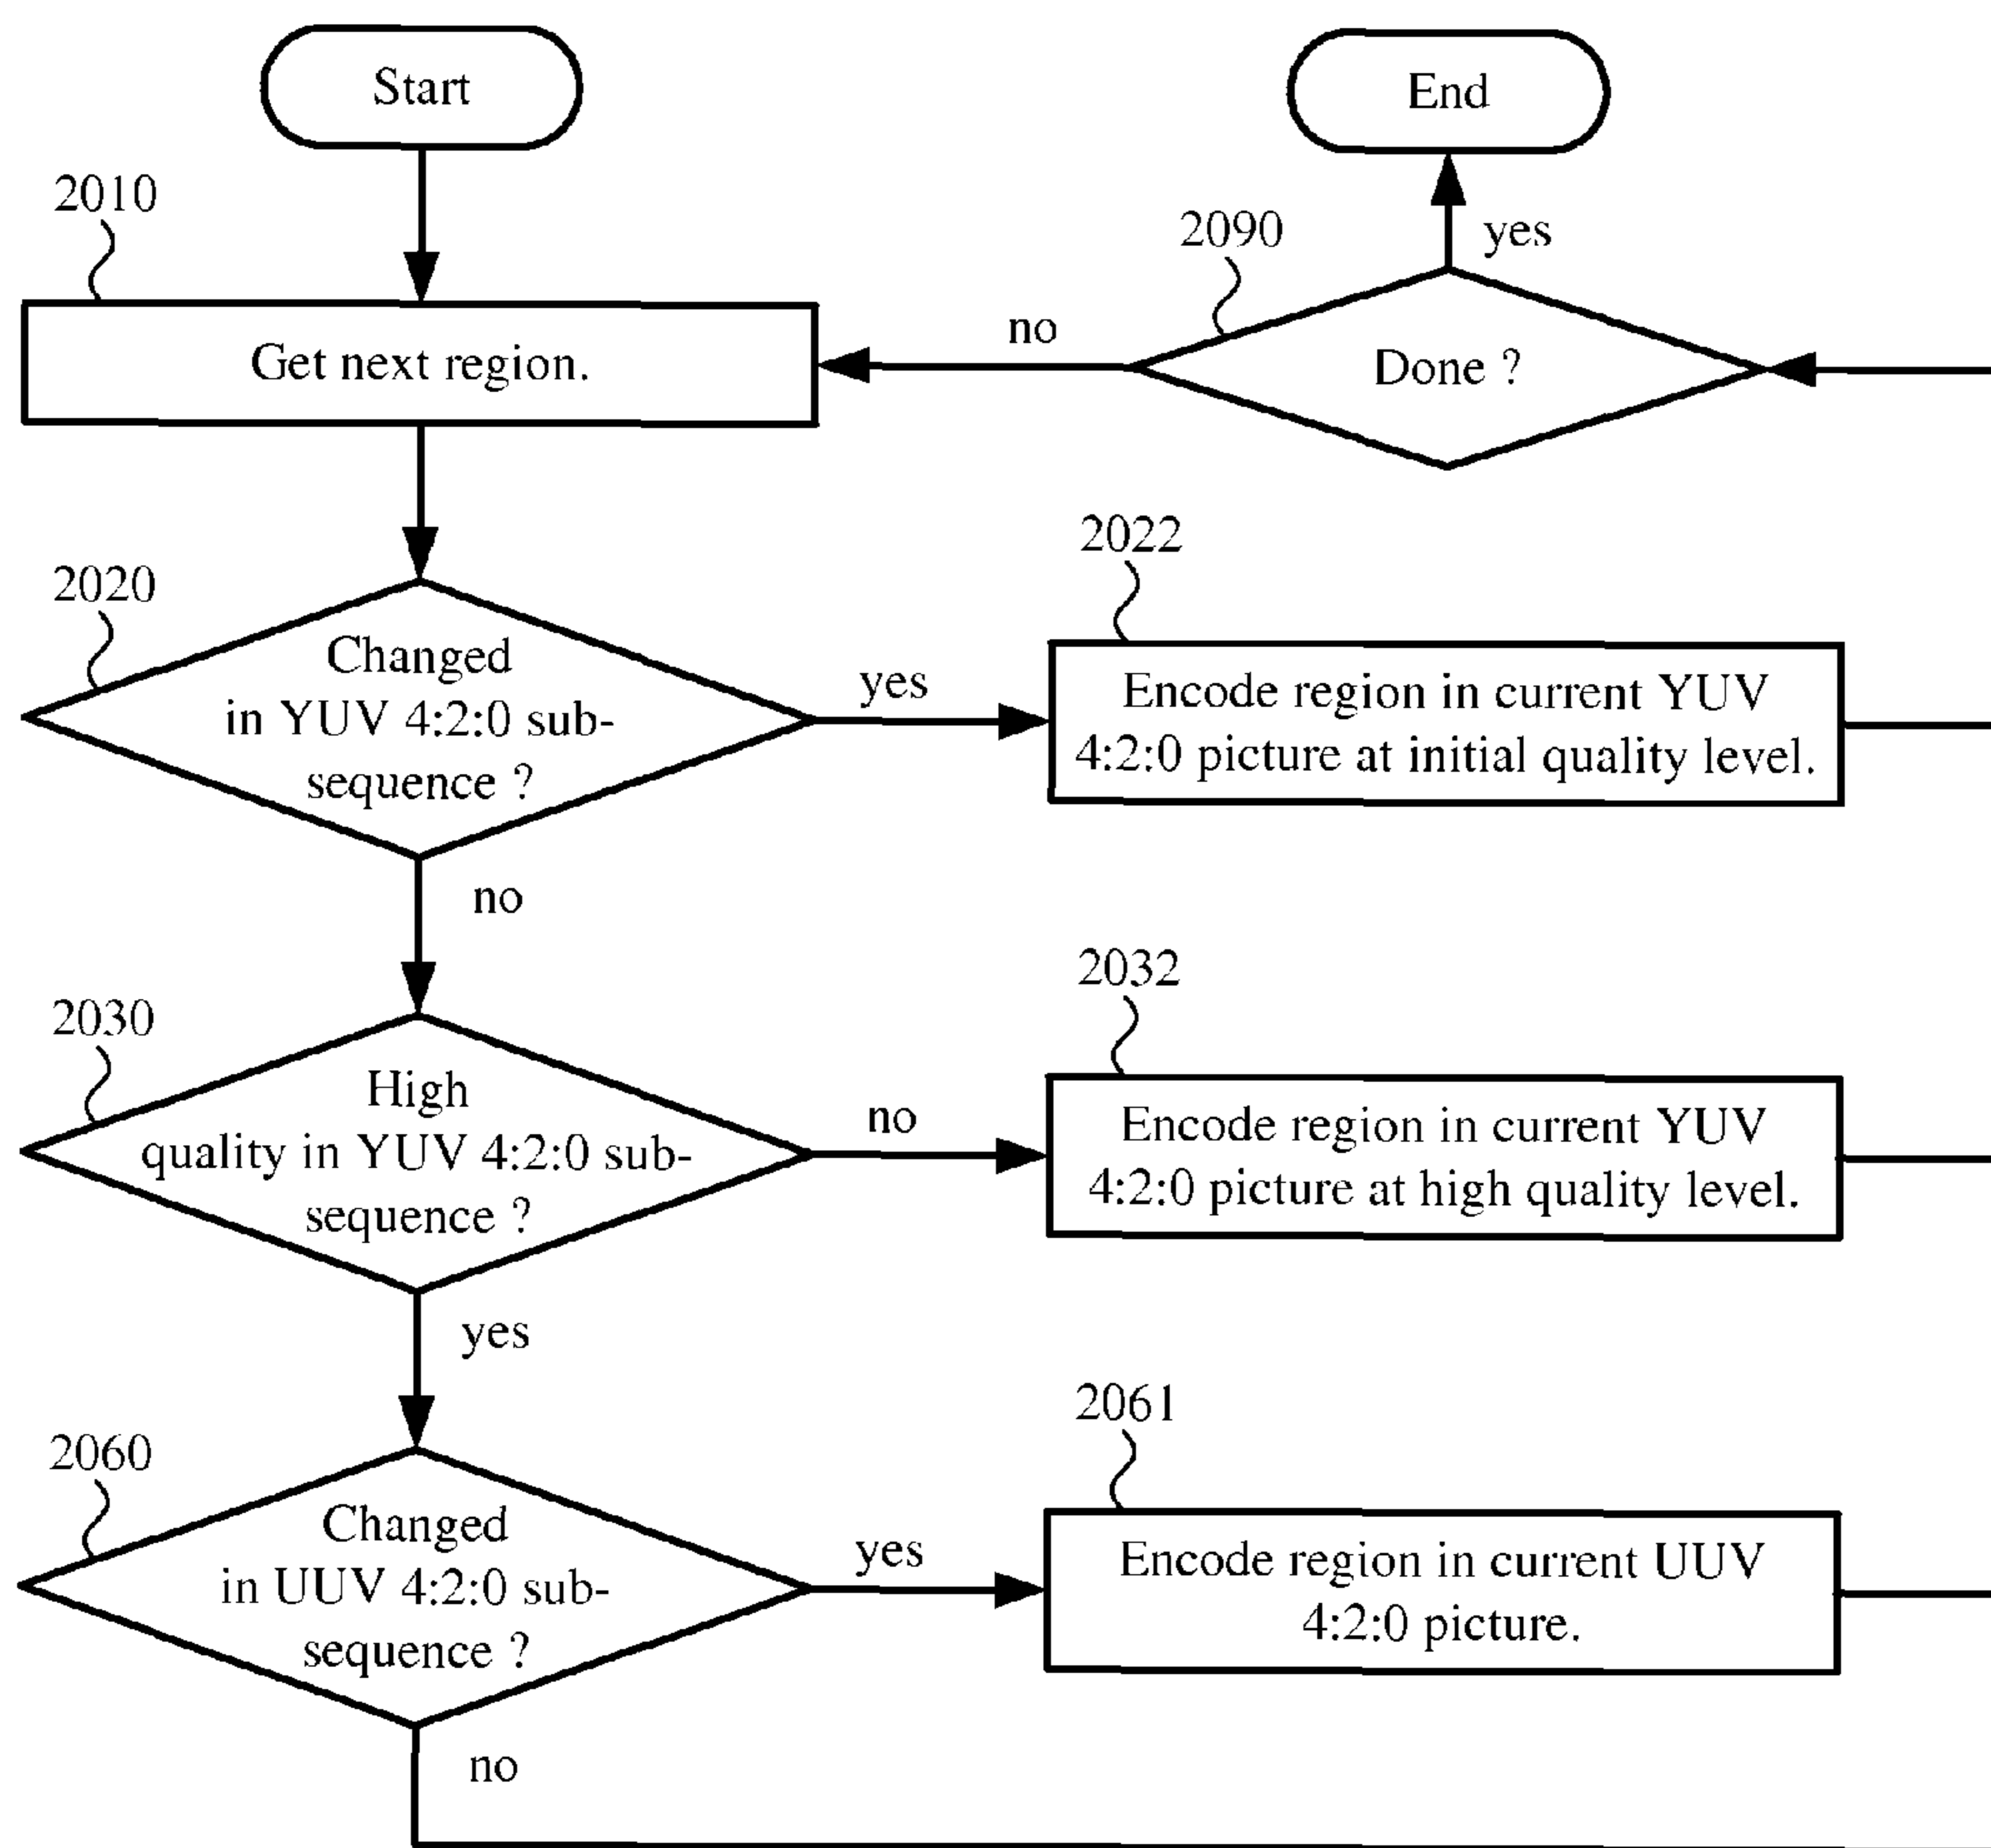 Start
End
2010
2090
yes
no
Get next region.
Done ?
2020
2022
Changed
in YUV 4:2:0 sub-
sequence ?
yes
Encode region in current YUV
4:2:0 picture at initial quality level.
no
2030
2032
High
quality in YUV 4:2:0 sub-
sequence ?
no
Encode region in current YUV
4:2:0 picture at high quality level.
yes
2060
2061
Changed
in UUV 4:2:0 sub-
sequence ?
yes
Encode region in current UUV
4:2:0 picture.
no